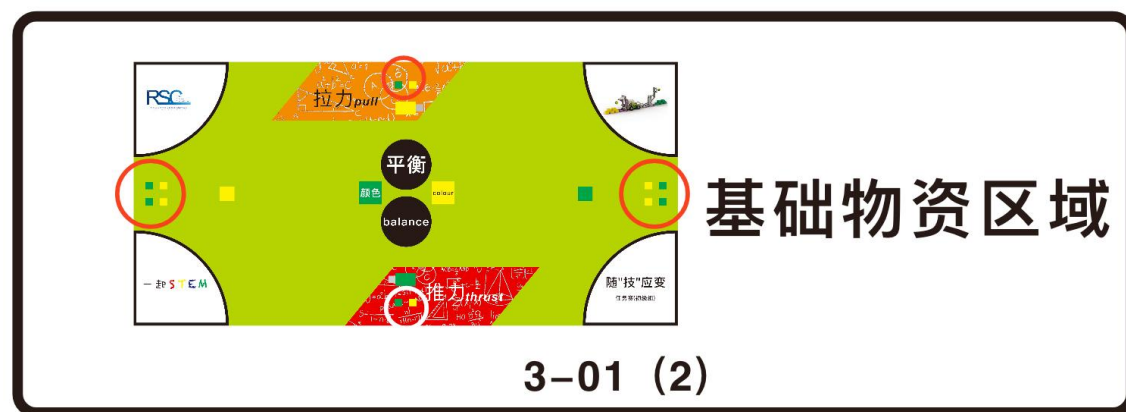 RSC
拉力pull
平衡
颜色
colour
balance
基础物资区域
一起STEM
推力thrust
随"技"应变
3-01 (2)